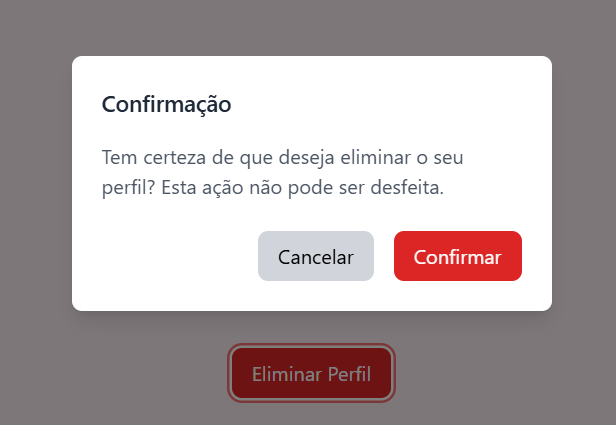 Confirmação
Tem certeza de que deseja eliminar o seu
perfil? Esta ação não pode ser desfeita.
Cancelar
Confirmar
Eliminar Perfil